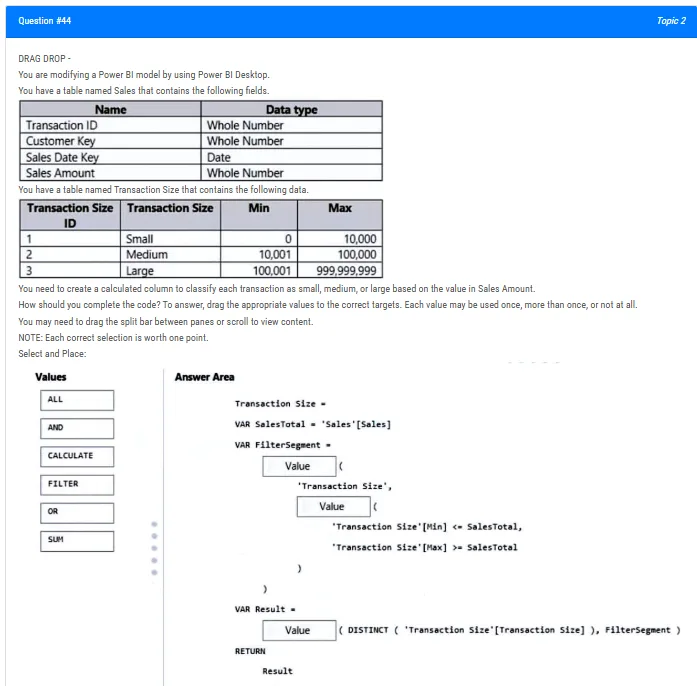 Question #44
Topic 2
DRAG DROP -
You are modifying a Power BI model by using Power BI Desktop.
You have a table named Sales that contains the following fields.
Name Data type
Transaction ID Whole Number
Customer Key Whole Number
Sales Date Key Date
Sales Amount Whole Number
You have a table named Transaction Size that contains the following data.
Transaction Size ID Transaction Size Min Max
1 Small 0 10,000
2 Medium 10,001 100,000
3 Large 100,001 999,999,999
You need to create a calculated column to classify each transaction as small, medium, or large based on the value in Sales Amount.
How should you complete the code? To answer, drag the appropriate values to the correct targets. Each value may be used once, more than once, or not at all.
You may need to drag the split bar between panes or scroll to view content.
NOTE: Each correct selection is worth one point.
Select and Place:
Values
ALL
AND
CALCULATE
FILTER
OR
SUM
Answer Area
Transaction Size =
VAR SalesTotal = 'Sales'[Sales]
VAR FilterSegment =
Value (
'Transaction Size',
Value (
'Transaction Size'[Min] <= SalesTotal,
'Transaction Size'[Max] >= SalesTotal
)
)
VAR Result =
Value ( DISTINCT ( 'Transaction Size'[Transaction Size] ), FilterSegment )
RETURN
Result